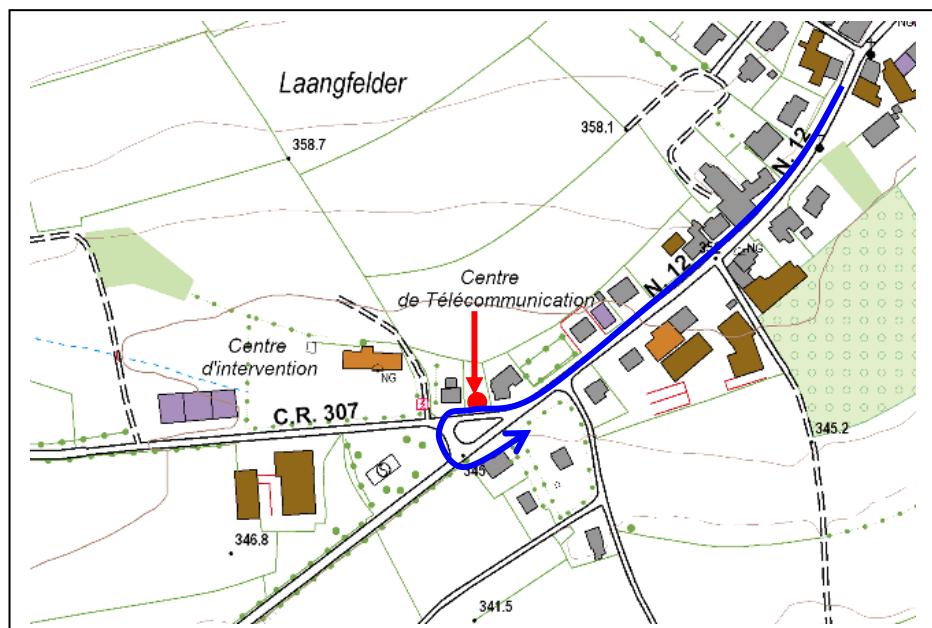 Laangfelder
358.1
358.7
N. 12
NG
N. 12
Centre
de Télécommunication
Centre
d'intervention
NG
C.R. 307
345
345.2
346.8
341.5